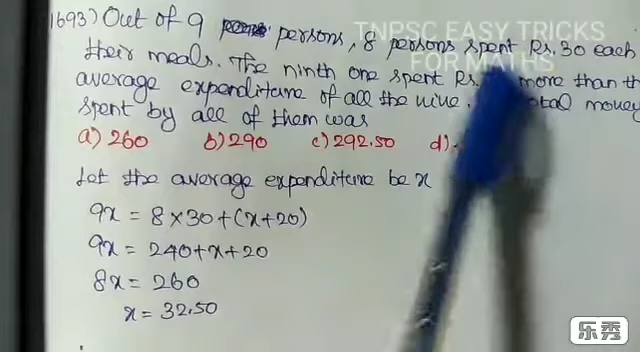 1693) Out of 9 persons, 8 persons spent Rs. 30 each
TNPSC EASY TRICKS
FOR MATHS
their meals. The ninth one spent Rs. more than th
average expenditure of all the nine. otal money
spent by all of them was
a) 260 b) 290 c) 292.50 d)
Let the average expenditure be x
9x = 8 × 30 + (x + 20)
9x = 240 + x + 20
8x = 260
x = 32.50
乐秀